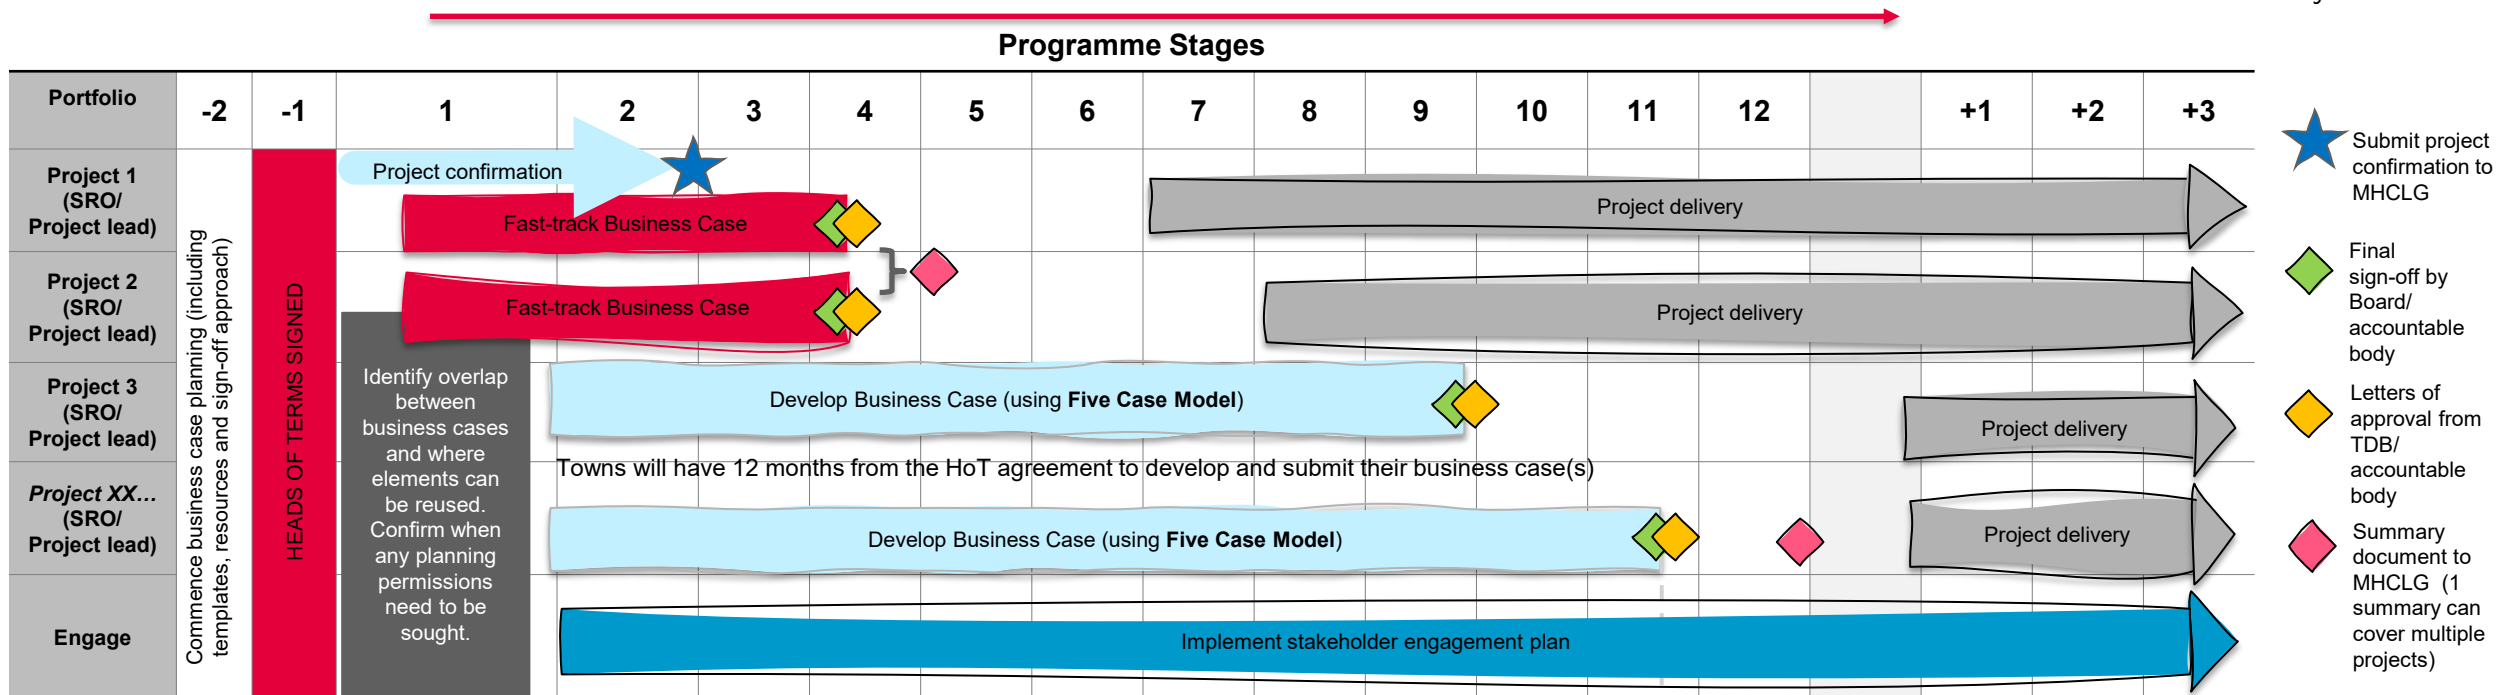 Programme Stages
Portfolio
-2
-1
1
2
3
4
5
6
7
8
9
10
11
12
+1
+2
+3
Project 1
(SRO/
Project lead)
Project confirmation
Fast-track Business Case
Project delivery
Project 2
(SRO/
Project lead)
Fast-track Business Case
Project delivery
Project 3
(SRO/
Project lead)
Develop Business Case (using Five Case Model)
Project delivery
Towns will have 12 months from the HoT agreement to develop and submit their business case(s)
Project XX...
(SRO/
Project lead)
Develop Business Case (using Five Case Model)
Project delivery
Engage
Implement stakeholder engagement plan
Commence business case planning (including
templates, resources and sign-off approach)
HEADS OF TERMS SIGNED
Identify overlap
between
business cases
and where
elements can
be reused.
Confirm when
any planning
permissions
need to be
sought.
Submit project
confirmation to
MHCLG
Final
sign-off by
Board/
accountable
body
Letters of
approval from
TDB/
accountable
body
Summary
document to
MHCLG (1
summary can
cover multiple
projects)